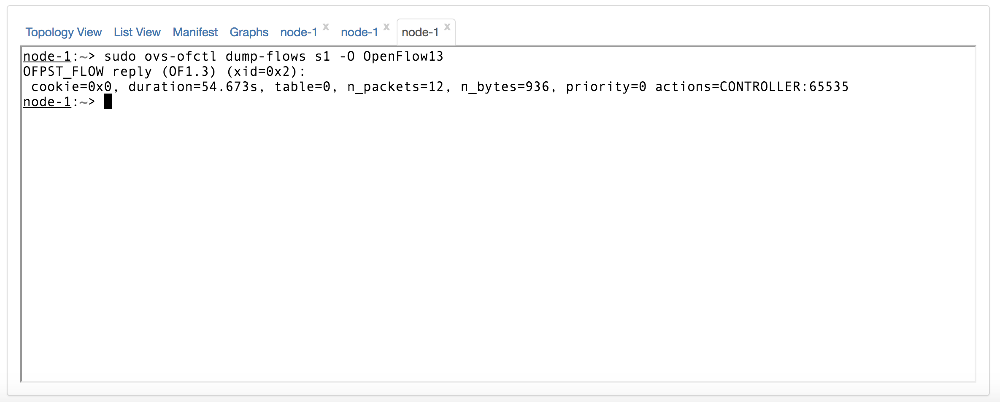 Topology View List View Manifest Graphs node-1 x node-1 x node-1 x
node-1:~> sudo ovs-ofctl dump-flows s1 -O OpenFlow13
OFPST_FLOW reply (OF1.3) (xid=0x2):
 cookie=0x0, duration=54.673s, table=0, n_packets=12, n_bytes=936, priority=0 actions=CONTROLLER:65535
node-1:~>